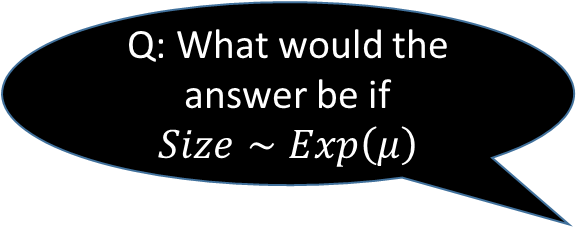 Q: What would the
answer be if
Size ~ Exp(μ)